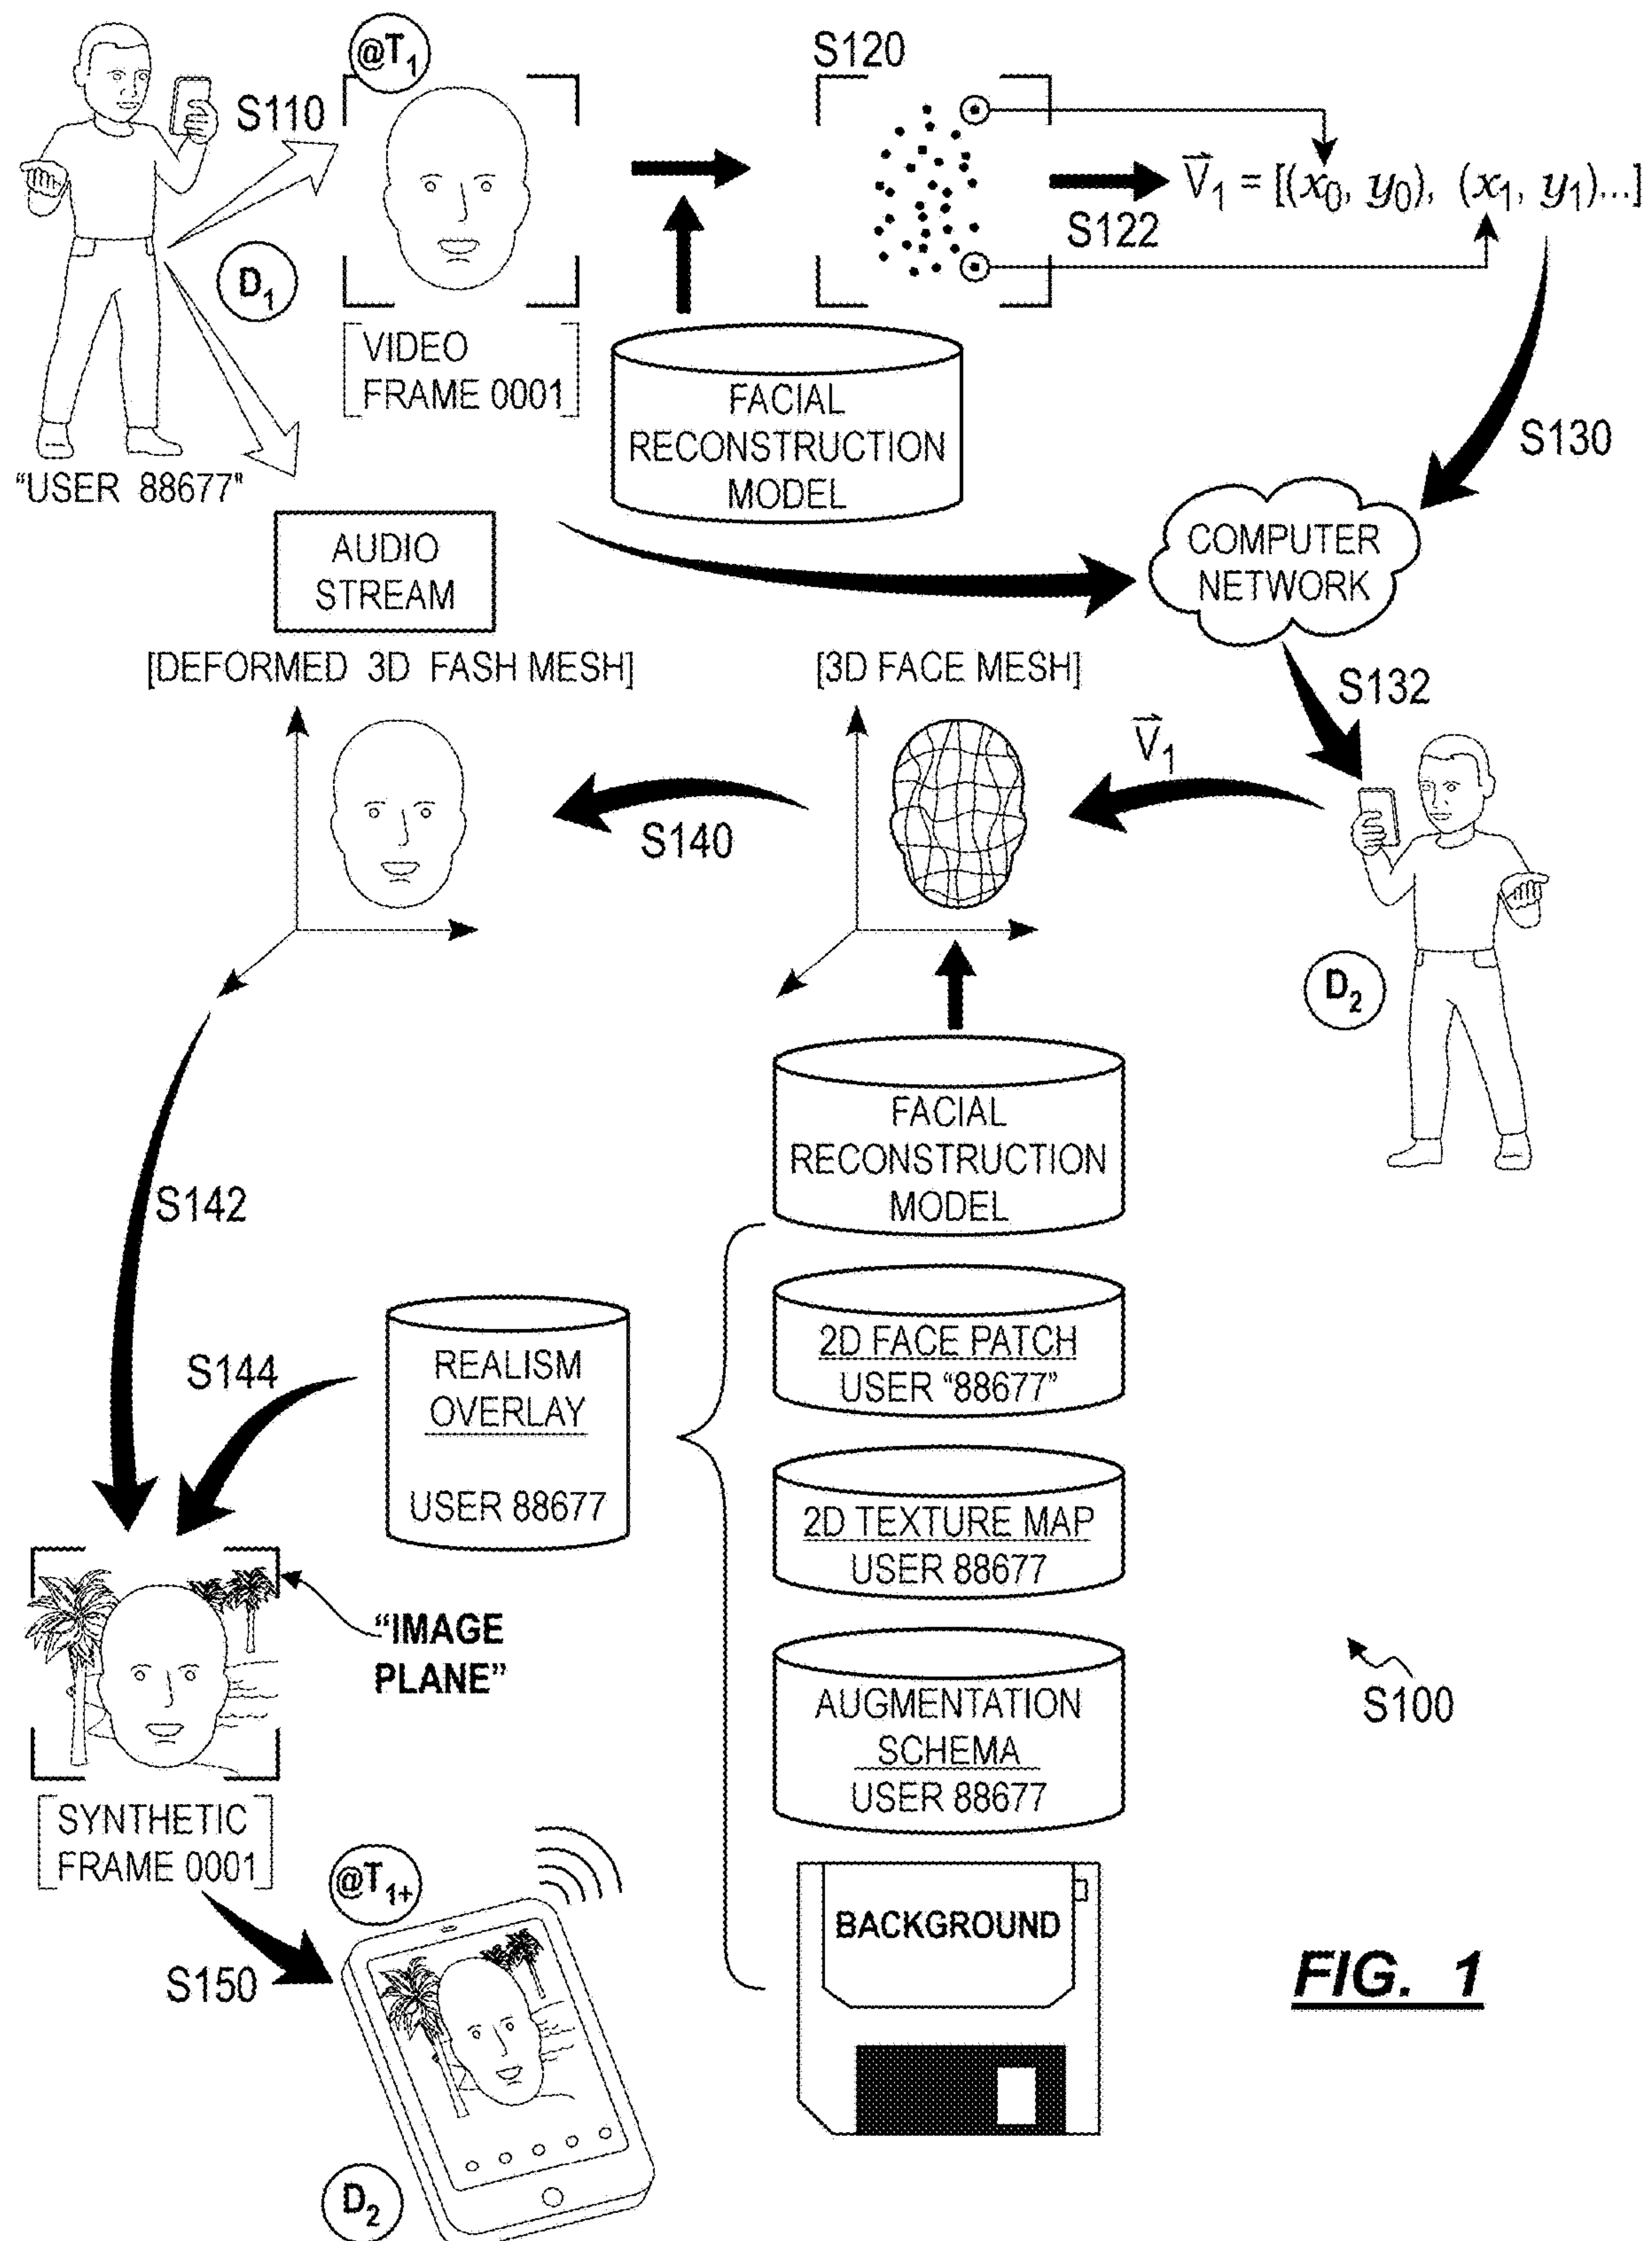 @T1
S110
S120
V1 = [(x0, y0), (x1, y1)...]
S122
D1
[VIDEO
FRAME 0001]
"USER 88677"
FACIAL
RECONSTRUCTION
MODEL
S130
AUDIO
STREAM
COMPUTER
NETWORK
[DEFORMED 3D FASH MESH]
[3D FACE MESH]
S132
V1
S140
D2
FACIAL
RECONSTRUCTION
MODEL
S142
2D FACE PATCH
USER "88677"
S144
REALISM
OVERLAY
USER 88677
2D TEXTURE MAP
USER 88677
"IMAGE
PLANE"
AUGMENTATION
SCHEMA
USER 88677
S100
[SYNTHETIC
FRAME 0001]
@T1+
BACKGROUND
S150
FIG. 1
D2